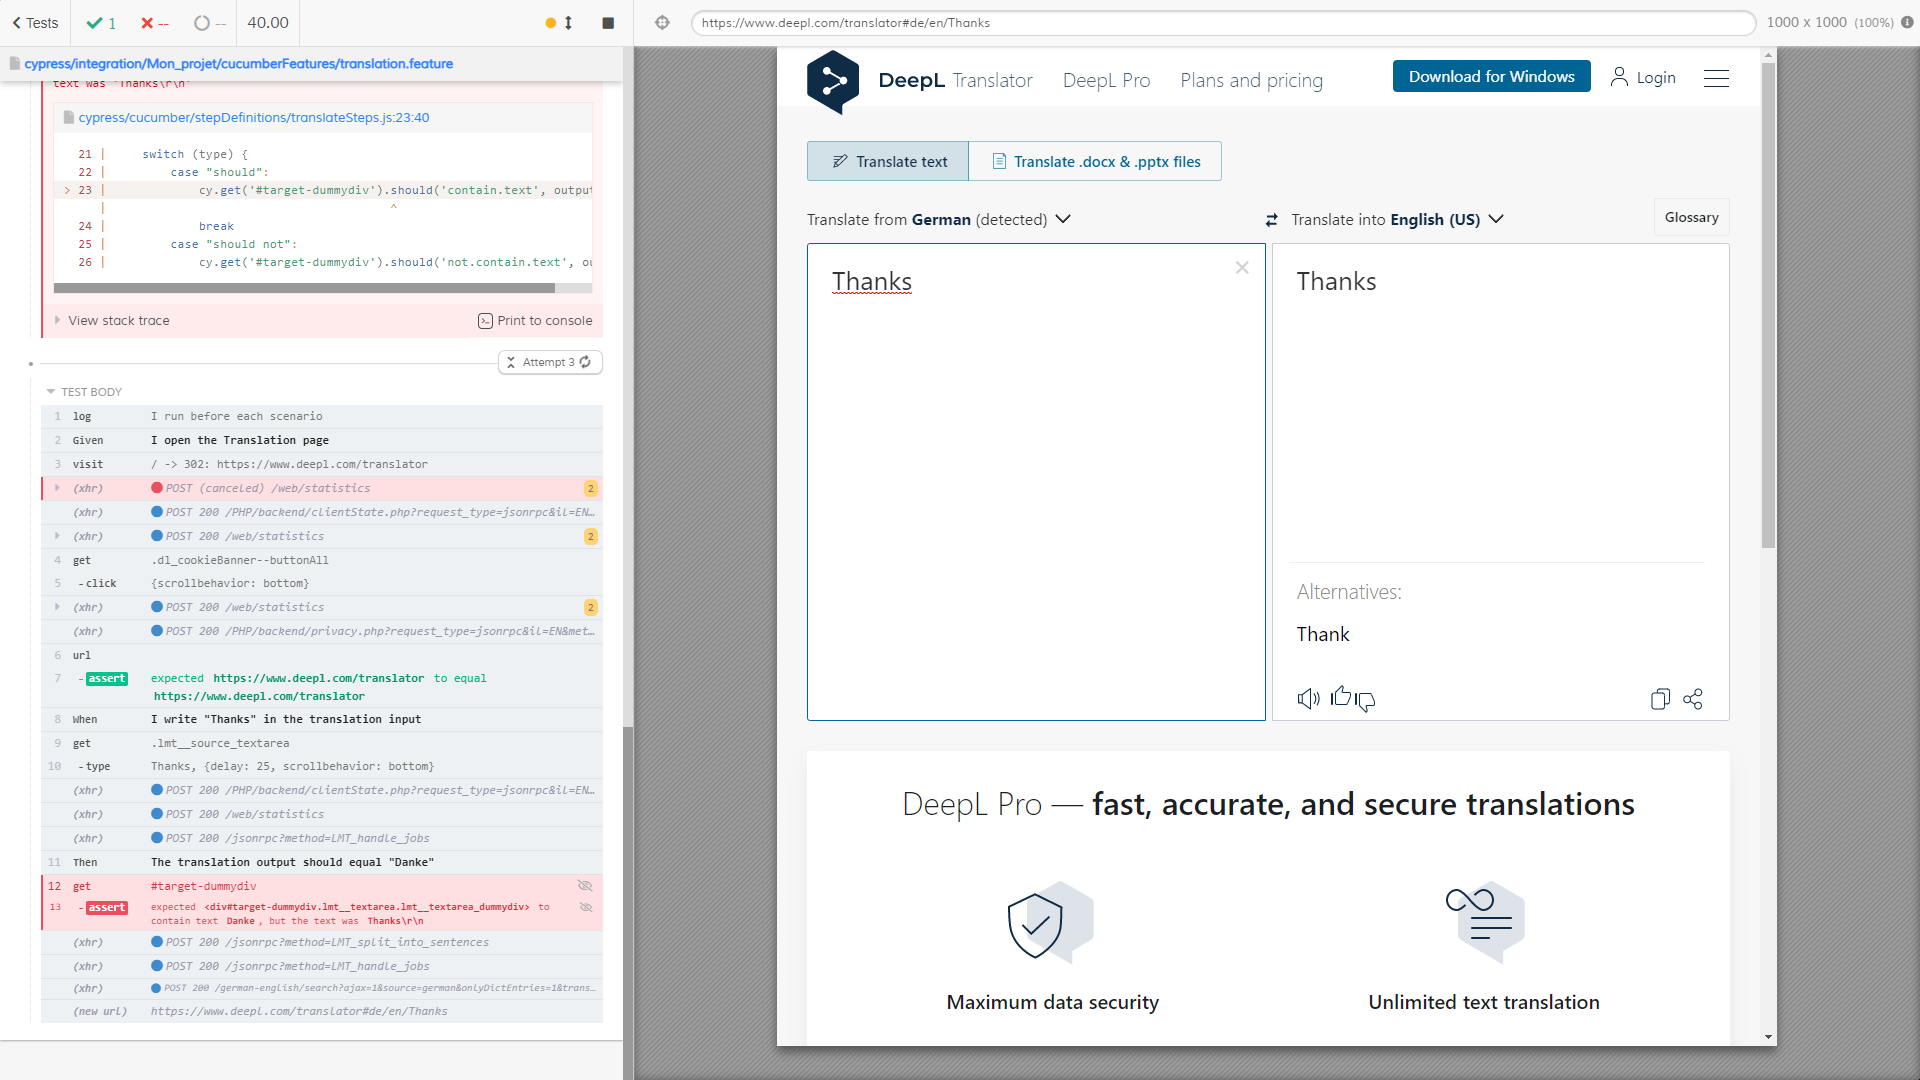 Tests
1
--
--
40.00
cypress/integration/Mon_projet/cucumberFeatures/translation.feature
text was 'Thanks\r\n'
cypress/cucumber/stepDefinitions/translateSteps.js:23:40
21 | switch (type) {
22 | case "should":
> 23 | cy.get('#target-dummydiv').should('contain.text', output
| ^
24 | break
25 | case "should not":
26 | cy.get('#target-dummydiv').should('not.contain.text', ou
View stack trace
Print to console
Attempt 3
TEST BODY
1 log I run before each scenario
2 Given I open the Translation page
3 visit / -> 302: https://www.deepl.com/translator
(xhr) POST (canceled) /web/statistics 2
(xhr) POST 200 /PHP/backend/clientState.php?request_type=jsonrpc&il=EN…
(xhr) POST 200 /web/statistics 2
4 get .dl_cookieBanner--buttonAll
5 -click {scrollbehavior: bottom}
(xhr) POST 200 /web/statistics 2
(xhr) POST 200 /PHP/backend/privacy.php?request_type=jsonrpc&il=EN&met…
6 url
7 -assert expected https://www.deepl.com/translator to equal
https://www.deepl.com/translator
8 When I write "Thanks" in the translation input
9 get .lmt__source_textarea
10 -type Thanks, {delay: 25, scrollbehavior: bottom}
(xhr) POST 200 /PHP/backend/clientState.php?request_type=jsonrpc&il=EN…
(xhr) POST 200 /web/statistics
(xhr) POST 200 /jsonrpc?method=LMT_handle_jobs
11 Then The translation output should equal "Danke"
12 get #target-dummydiv
13 -assert expected <div#target-dummydiv.lmt__textarea.lmt__textarea_dummydiv> to
contain text Danke, but the text was Thanks\r\n
(xhr) POST 200 /jsonrpc?method=LMT_split_into_sentences
(xhr) POST 200 /jsonrpc?method=LMT_handle_jobs
(xhr) POST 200 /german-english/search?ajax=1&source=german&onlyDictEntries=1&trans…
(new url) https://www.deepl.com/translator#de/en/Thanks
https://www.deepl.com/translator#de/en/Thanks
1000 x 1000 (100%)
DeepL Translator
DeepL Pro
Plans and pricing
Download for Windows
Login
Translate text
Translate .docx & .pptx files
Translate from German (detected)
Translate into English (US)
Glossary
Thanks
Thanks
Alternatives:
Thank
DeepL Pro — fast, accurate, and secure translations
Maximum data security
Unlimited text translation